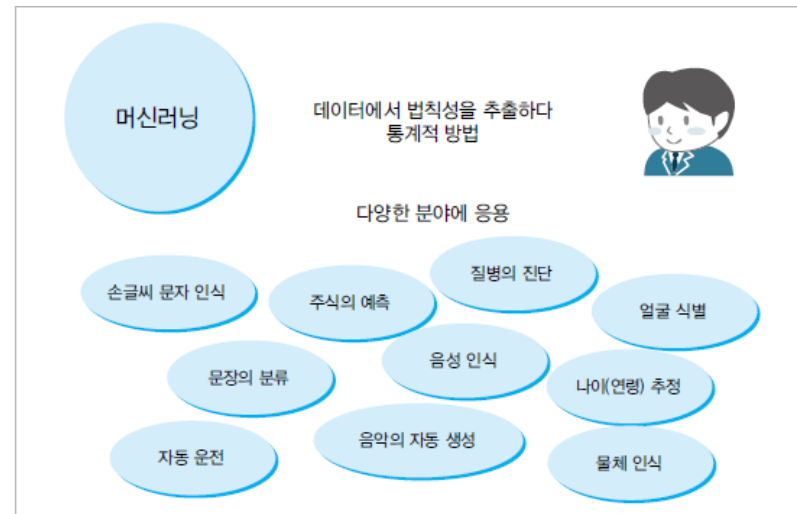 머신러닝
데이터에서 법칙성을 추출하다
통계적 방법
다양한 분야에 응용
손글씨 문자 인식
주식의 예측
질병의 진단
얼굴 식별
문장의 분류
음성 인식
나이(연령) 추정
자동 운전
음악의 자동 생성
물체 인식